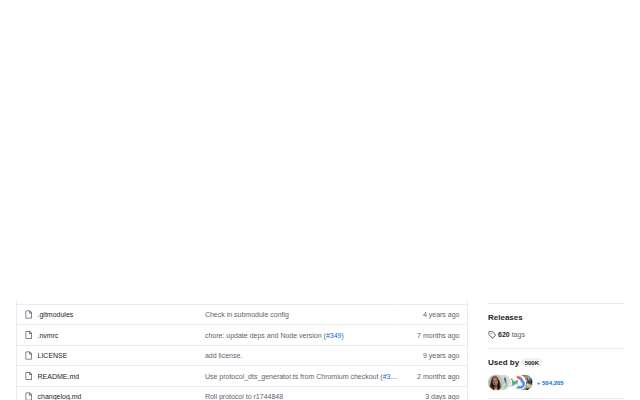 .gitmodules Check in submodule config 4 years ago
.nvmrc chore: update deps and Node version (#349) 7 months ago
LICENSE add license. 9 years ago
README.md Use protocol_dts_generator.ts from Chromium checkout (#3… 2 months ago
changelog.md Roll protocol to r1744848 3 days ago
Releases
620 tags
Used by 500K
+ 504,205